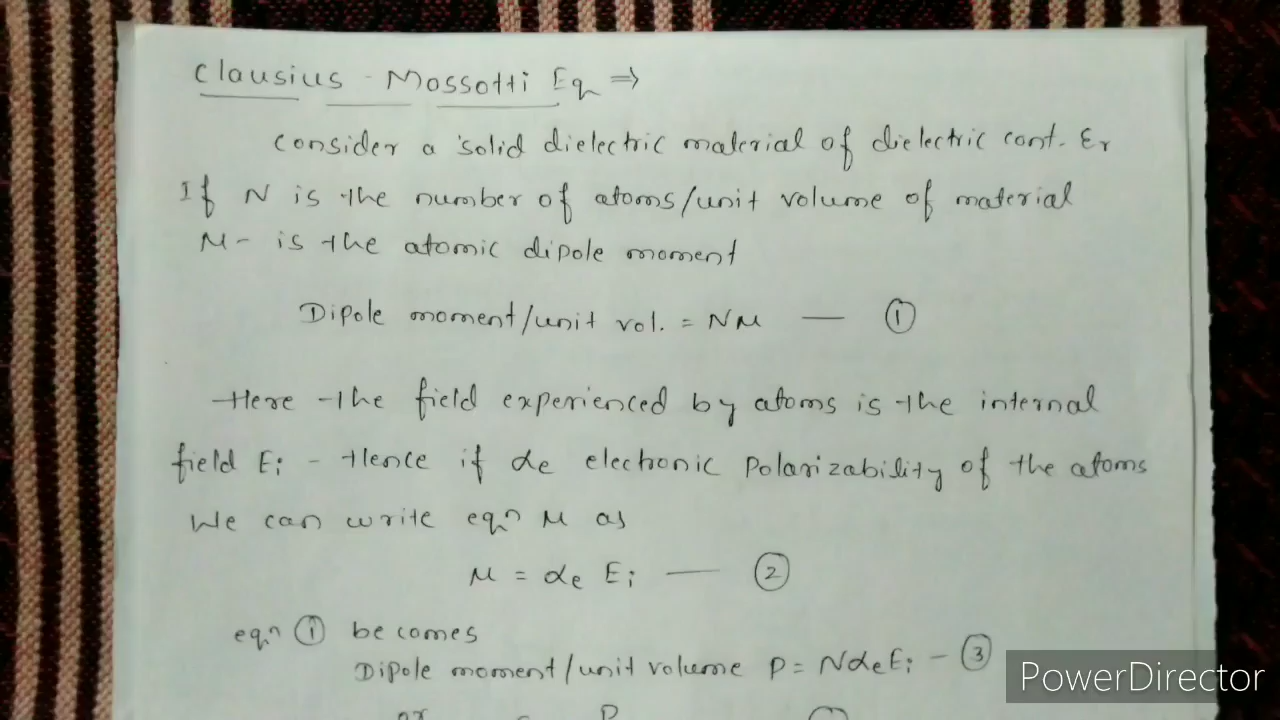 Clausius - Mossotti Eq ⇒
Consider a solid dielectric material of dielectric cont. εr
If N is the number of atoms/unit volume of material
μ- is the atomic dipole moment
Dipole moment/unit vol. = Nμ — ①
Here the field experienced by atoms is the internal
field Ei - Hence if αe electronic Polarizability of the atoms
We can write eqn μ as
μ = αe Ei — ②
eqn ① becomes
Dipole moment/unit volume P = NαeEi - ③
or P
PowerDirector